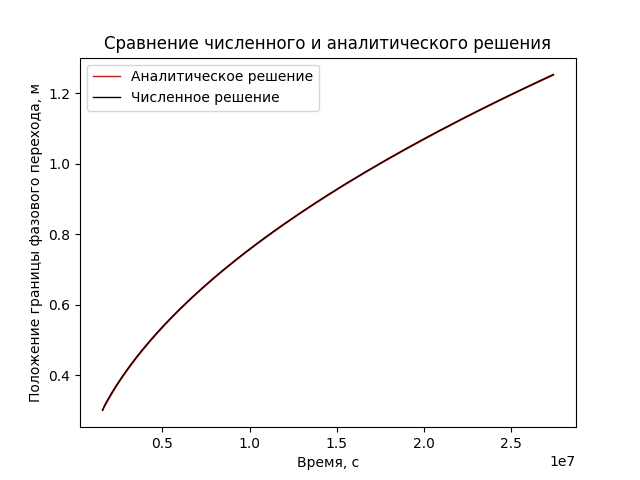 Сравнение численного и аналитического решения
Аналитическое решение
Численное решение
Положение границы фазового перехода, м
1.2
1.0
0.8
0.6
0.4
0.5
1.0
1.5
2.0
2.5
1e7
Время, с